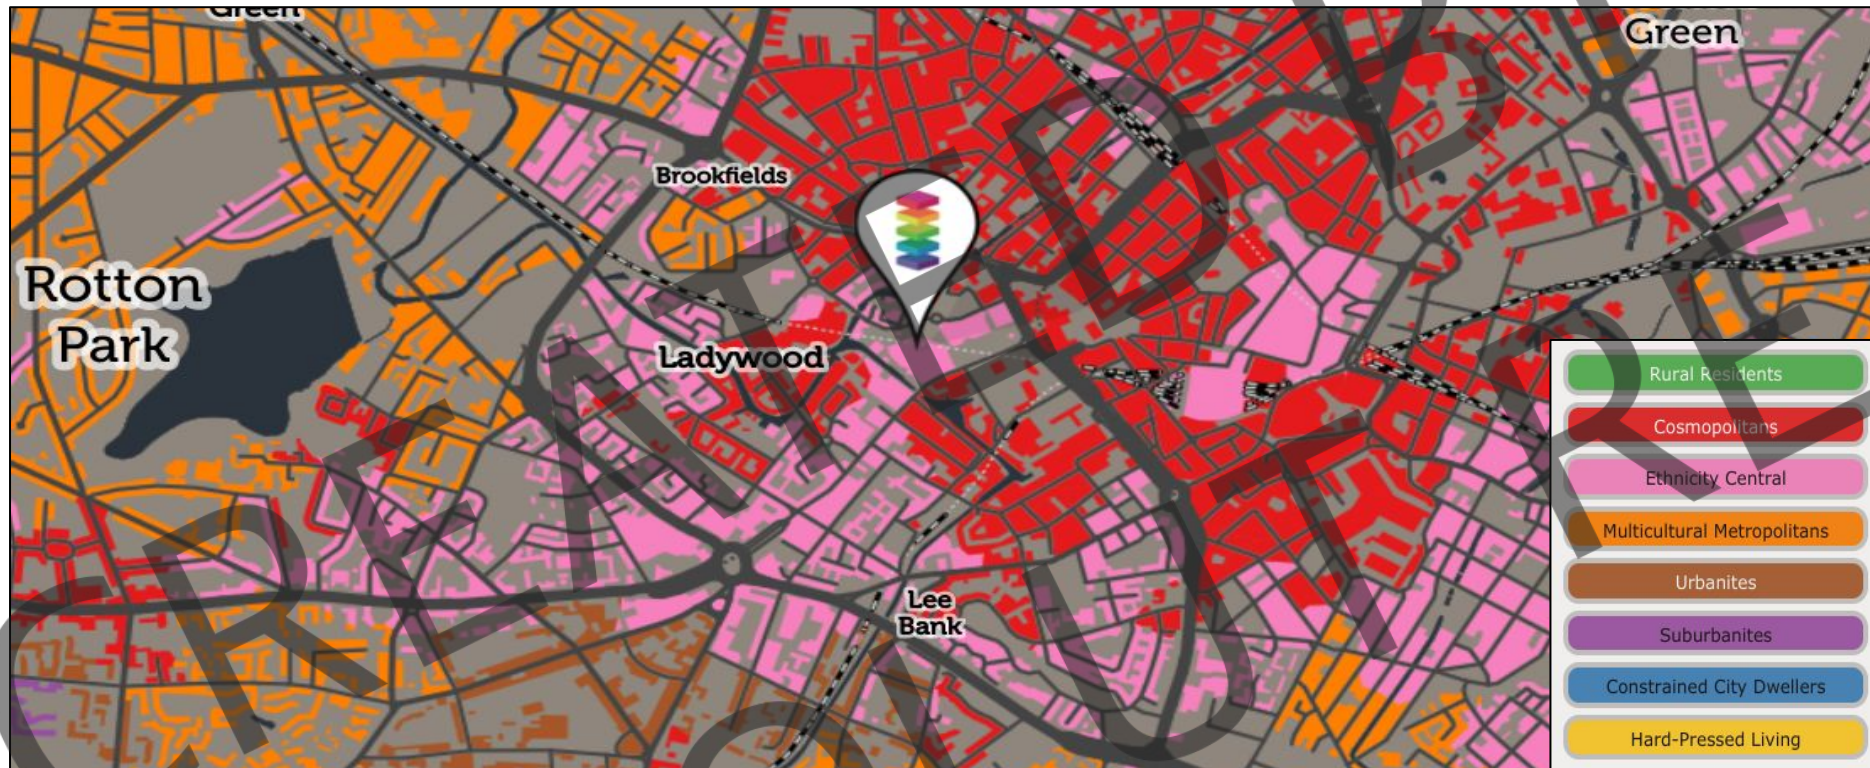 Green
Green
Brookfields
Rotton
Park
Ladywood
Lee
Bank
Rural Residents
Cosmopolitans
Ethnicity Central
Multicultural Metropolitans
Urbanites
Suburbanites
Constrained City Dwellers
Hard-Pressed Living